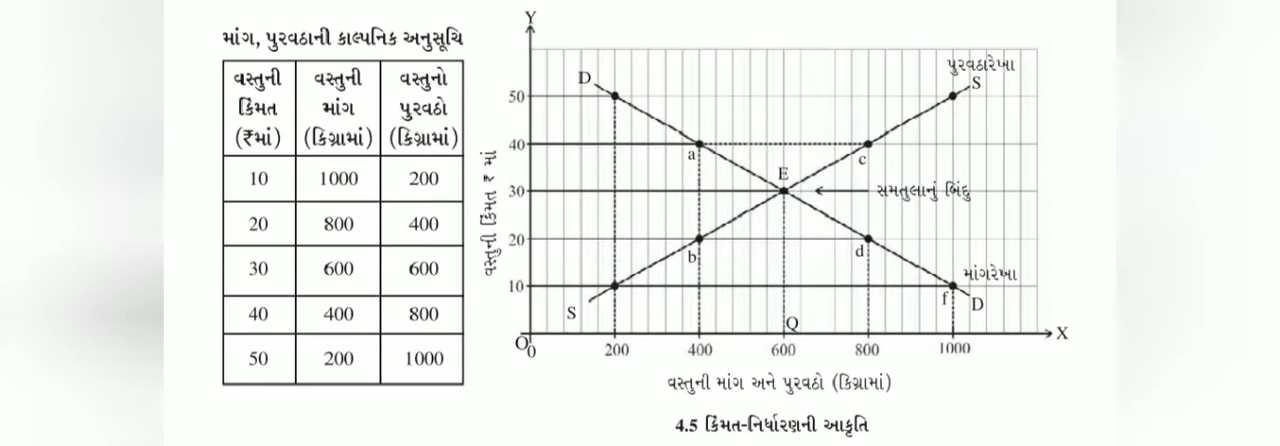 માંગ, પુરવઠાની કાલ્પનિક અનુસૂચિ
વસ્તુની કિંમત (₹માં) વસ્તુની માંગ (કિગ્રામાં) વસ્તુનો પુરવઠો (કિગ્રામાં)
10 1000 200
20 800 400
30 600 600
40 400 800
50 200 1000
Y
પુરવઠારેખા
D S
50
40
a c
E
30
સમતુલાનું બિંદુ
20
b d
માંગરેખા
10
f D
S
Q
O
X
0 200 400 600 800 1000
વસ્તુની કિંમત ₹ માં
વસ્તુની માંગ અને પુરવઠો (કિગ્રામાં)
4.5 કિંમત-નિર્ધારણની આકૃતિ